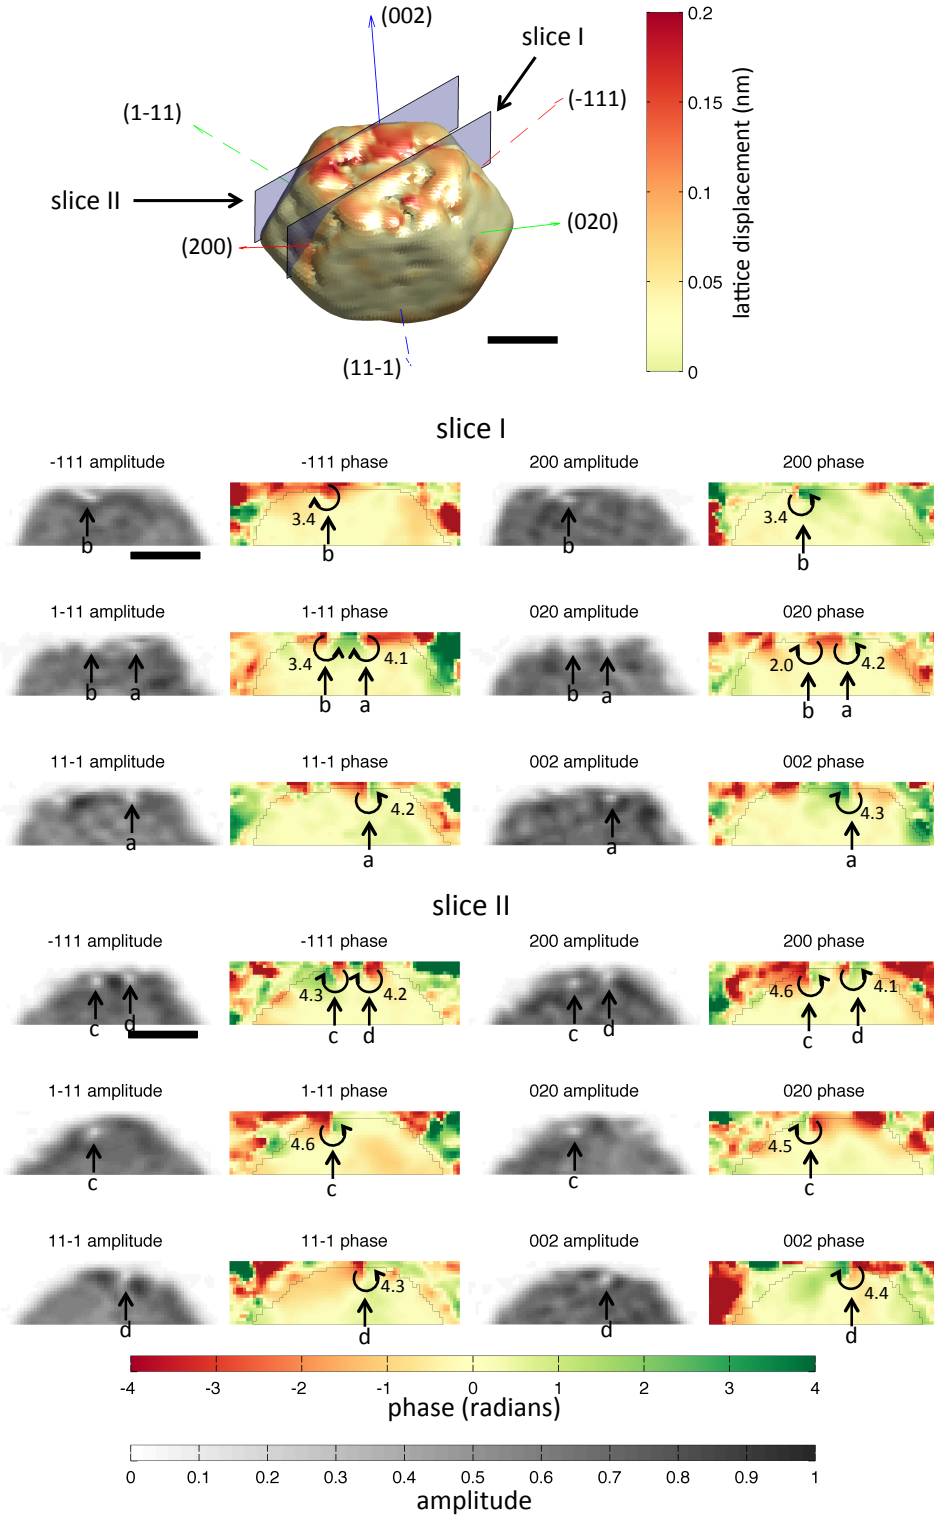 (002)
slice I
0.2
(-111)
0.15
(1-11)
slice II
0.1
lattice displacement (nm)
(020)
(200)
0.05
(11-1)
0
slice I
-111 amplitude
-111 phase
200 amplitude
200 phase
3.4
3.4
b
b
b
b
1-11 amplitude
1-11 phase
020 amplitude
020 phase
3.4
4.1
2.0
4.2
b
a
b
a
b
a
b
a
11-1 amplitude
11-1 phase
002 amplitude
002 phase
4.2
4.3
a
a
a
a
slice II
-111 amplitude
-111 phase
200 amplitude
200 phase
4.3
4.2
4.6
4.1
c
d
c
d
c
d
c
d
1-11 amplitude
1-11 phase
020 amplitude
020 phase
4.6
4.5
c
c
c
c
11-1 amplitude
11-1 phase
002 amplitude
002 phase
4.3
4.4
d
d
d
d
-4 -3 -2 -1 0 1 2 3 4
phase (radians)
0 0.1 0.2 0.3 0.4 0.5 0.6 0.7 0.8 0.9 1
amplitude